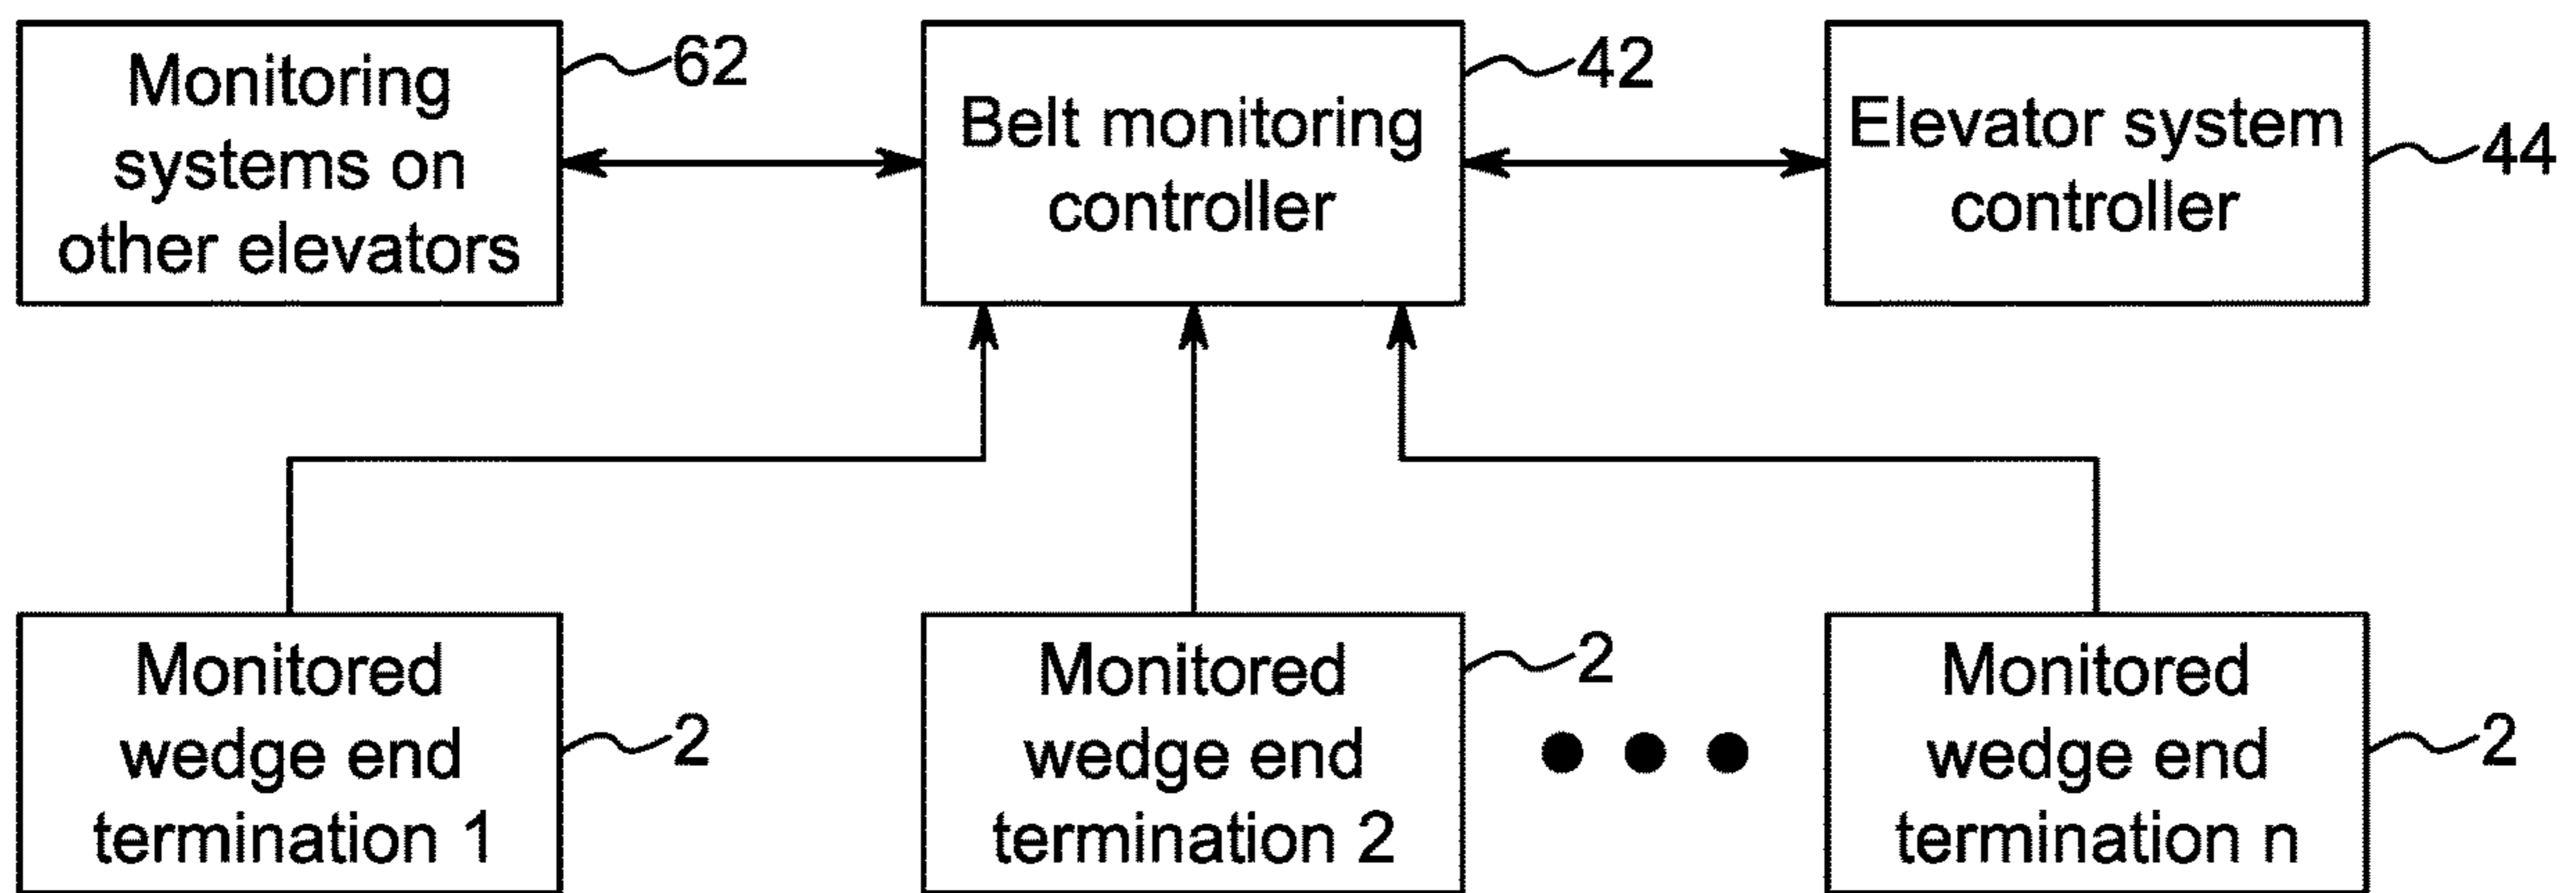 Monitoring
systems on
other elevators
62
Belt monitoring
controller
42
Elevator system
controller
44
Monitored
wedge end
termination 1
2
Monitored
wedge end
termination 2
2
Monitored
wedge end
termination n
2